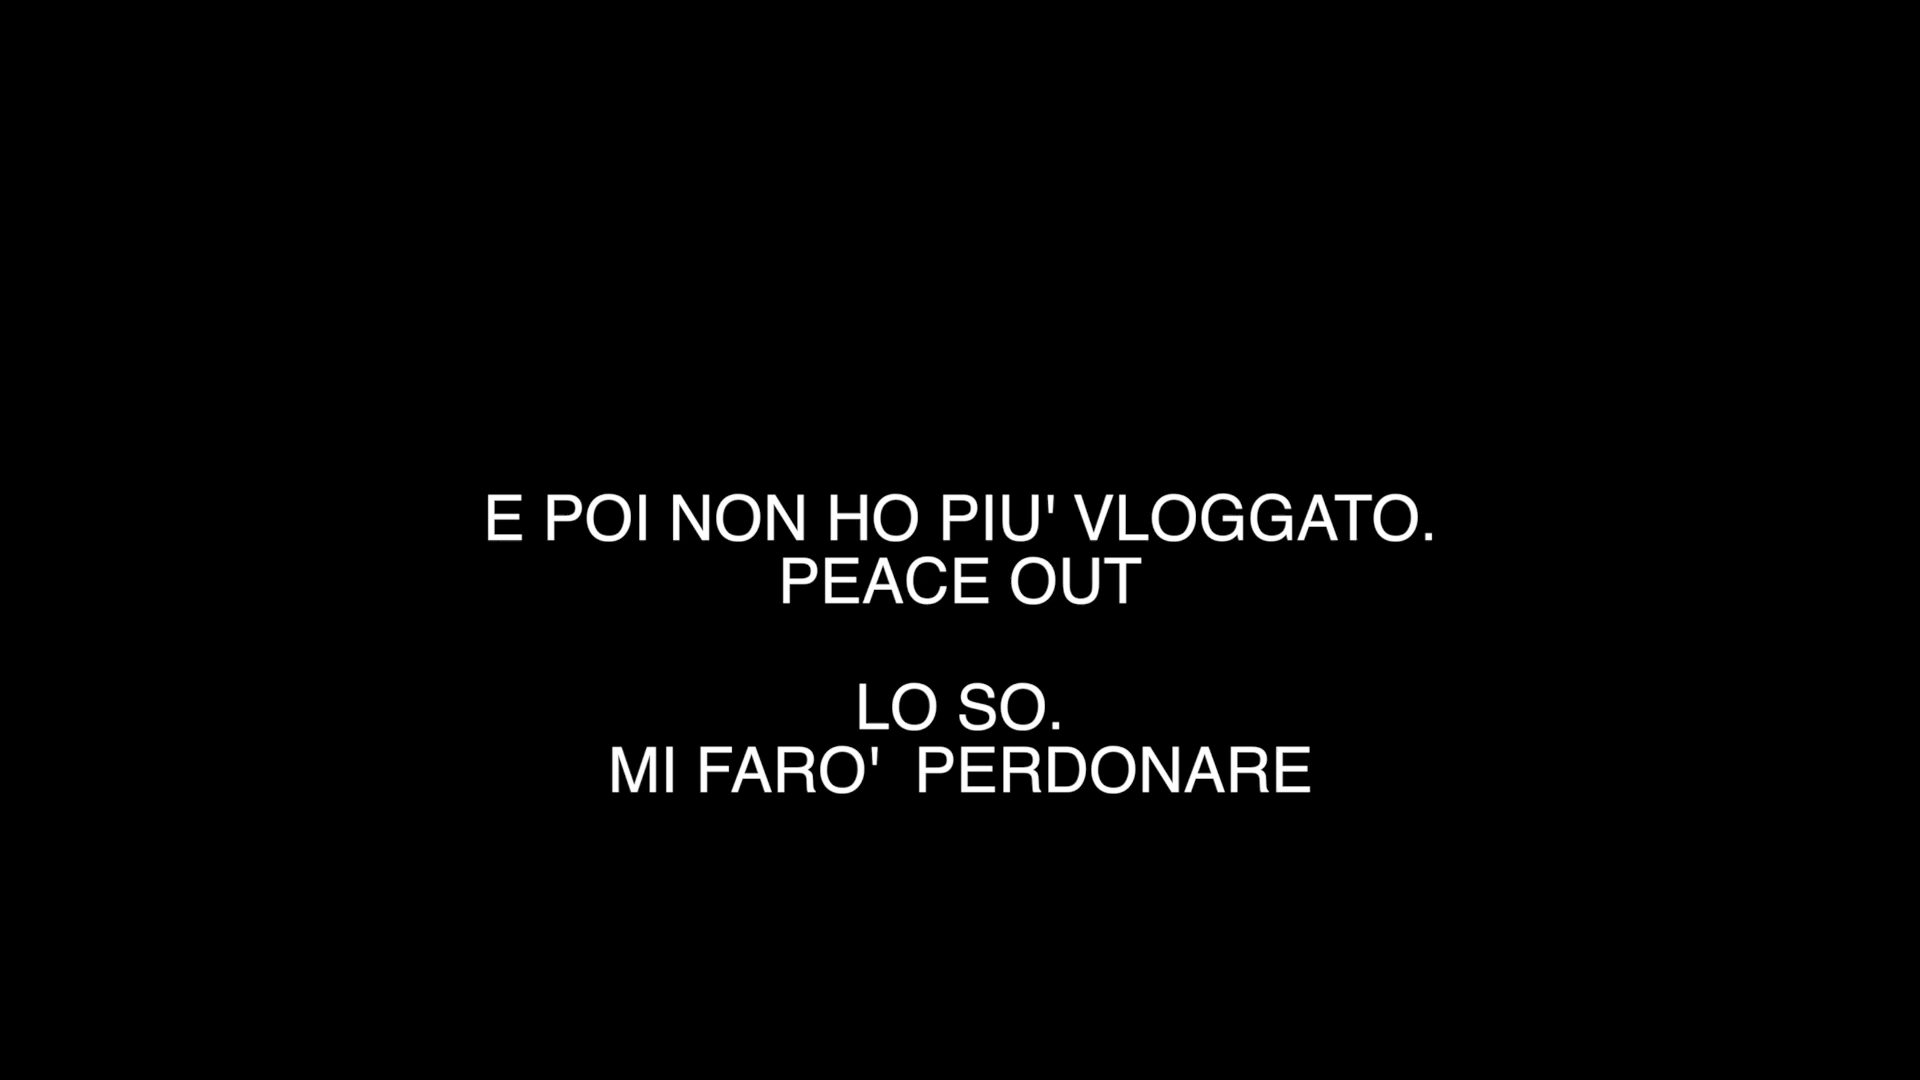 E POI NON HO PIU' VLOGGATO.
PEACE OUT
LO SO.
MI FARO'  PERDONARE